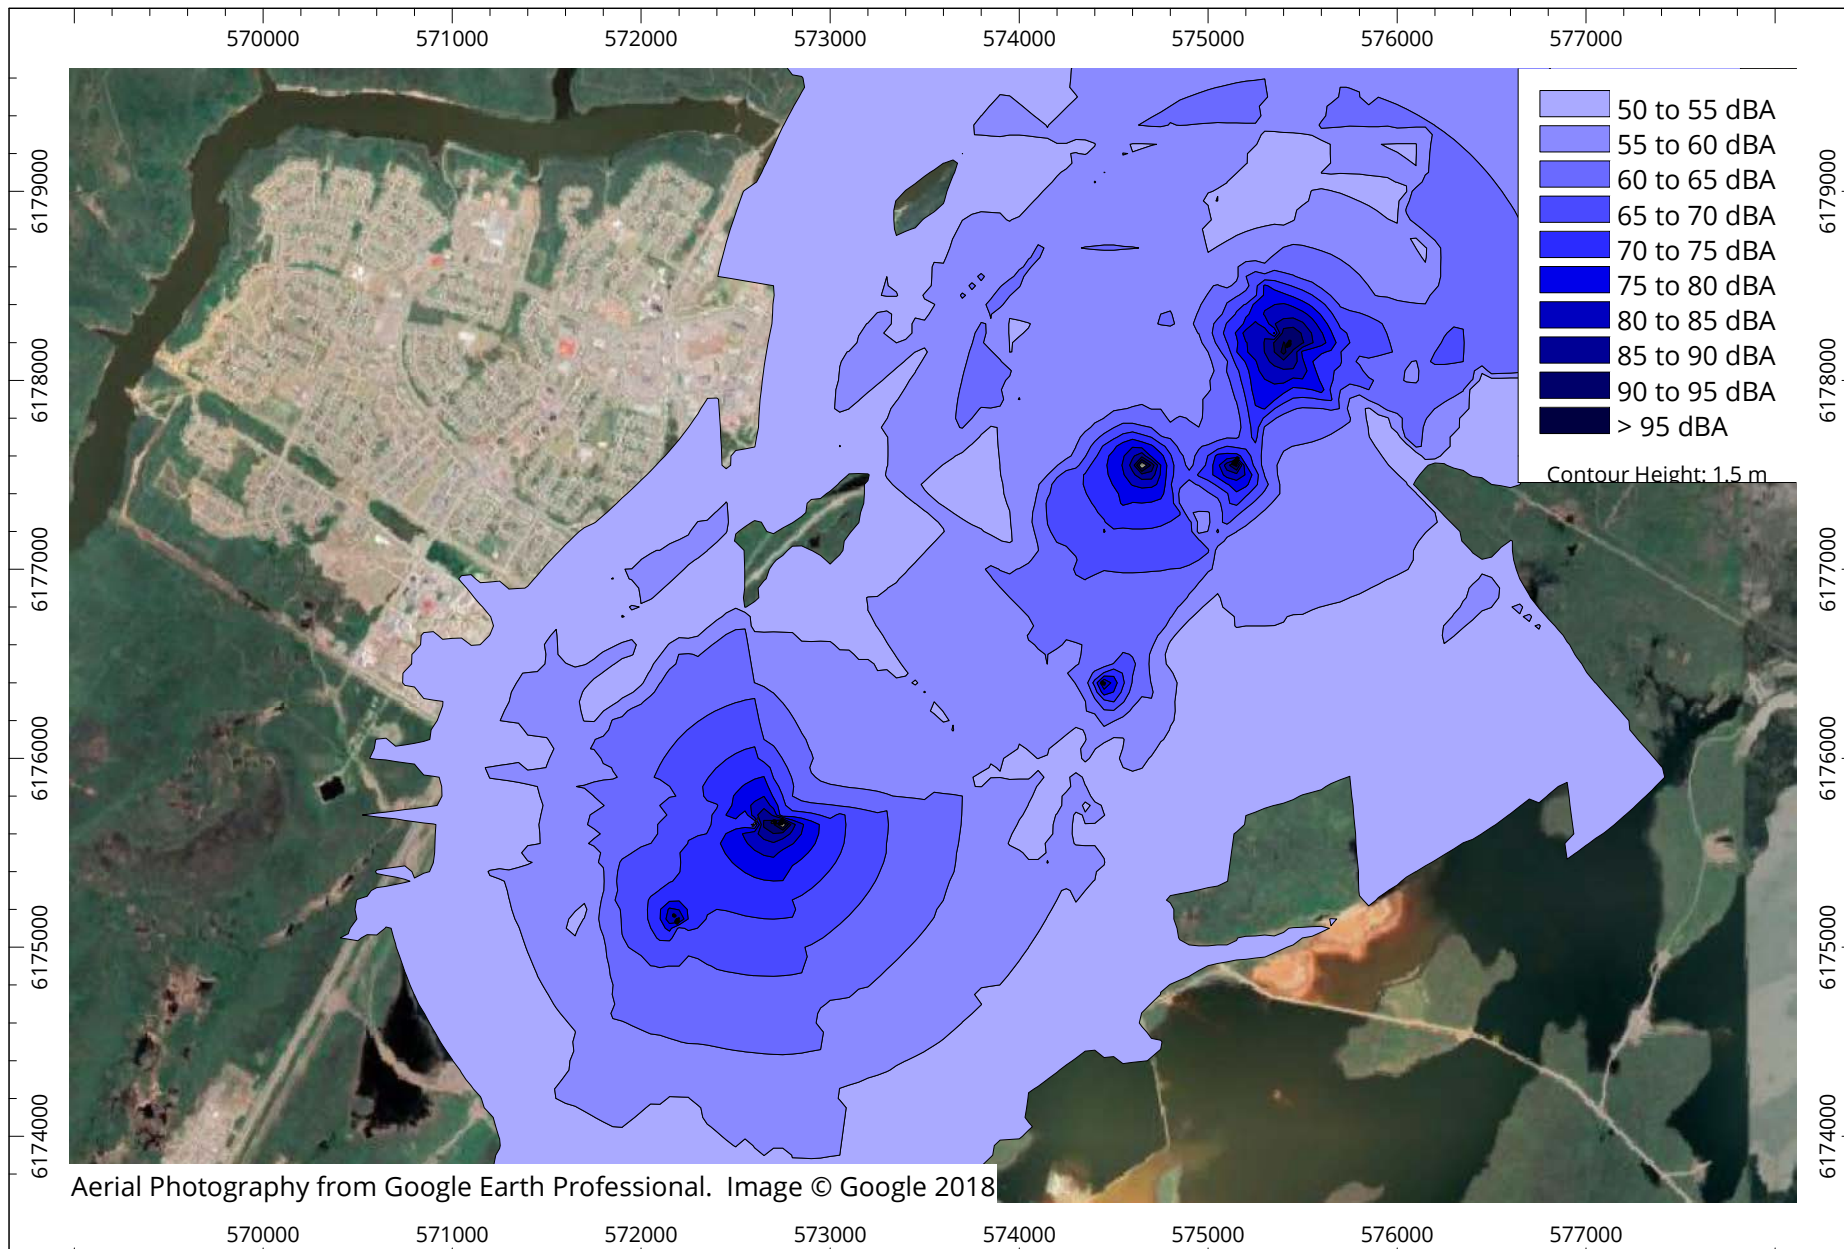 570000 571000 572000 573000 574000 575000 576000 577000
6179000
6178000
6177000
6176000
6175000
6174000
50 to 55 dBA
55 to 60 dBA
60 to 65 dBA
65 to 70 dBA
70 to 75 dBA
75 to 80 dBA
80 to 85 dBA
85 to 90 dBA
90 to 95 dBA
> 95 dBA
Contour Height: 1.5 m
6179000
6178000
6177000
6176000
6175000
6174000
Aerial Photography from Google Earth Professional. Image © Google 2018
570000 571000 572000 573000 574000 575000 576000 577000